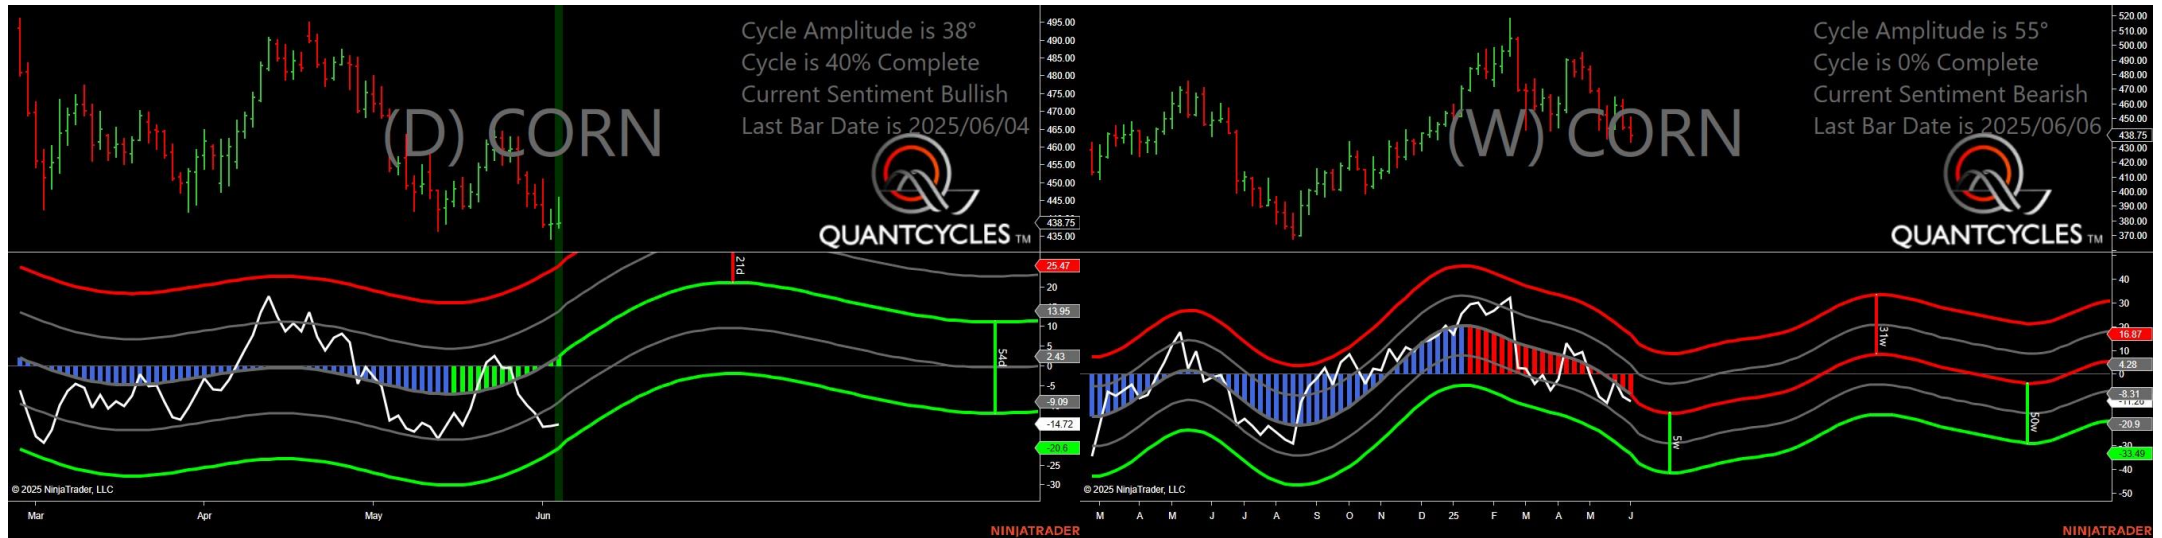 Cycle Amplitude is 38°
Cycle is 40% Complete
Current Sentiment Bullish
Last Bar Date is 2025/06/04
(D) CORN
QUANTCYCLES TM
495.00
490.00
485.00
480.00
475.00
470.00
465.00
460.00
455.00
450.00
445.00
438.75
435.00
21d
54d
25.47
20
13.95
10
5
2.43
0
-5
-9.09
-14.72
-20.6
-25
-30
© 2025 NinjaTrader, LLC
Mar
Apr
May
Jun
NINJATRADER
Cycle Amplitude is 55°
Cycle is 0% Complete
Current Sentiment Bearish
Last Bar Date is 2025/06/06
(W) CORN
QUANTCYCLES TM
520.00
510.00
500.00
490.00
480.00
470.00
460.00
450.00
438.75
430.00
420.00
410.00
400.00
390.00
380.00
370.00
31w
5w
50w
40
30
16.87
10
4.28
0
-8.31
-11.20
-20.9
-30
-33.49
-40
-50
© 2025 NinjaTrader, LLC
M A M J J A S O N D 25 F M A M J
NINJATRADER